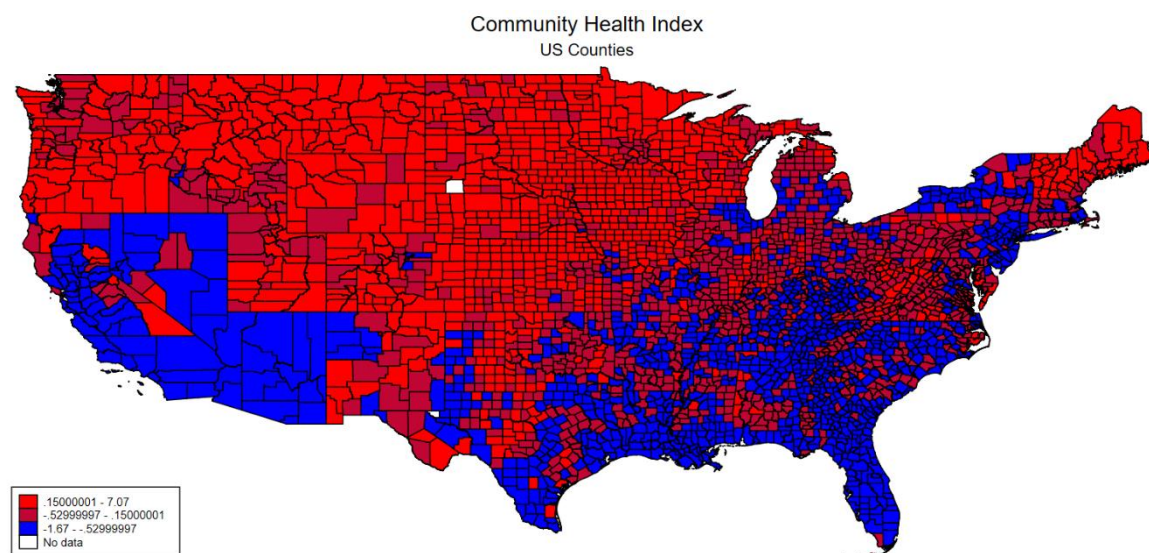 Community Health Index
US Counties
.15000001 - 7.07
-.52999997 - .15000001
-1.67 - -.52999997
No data